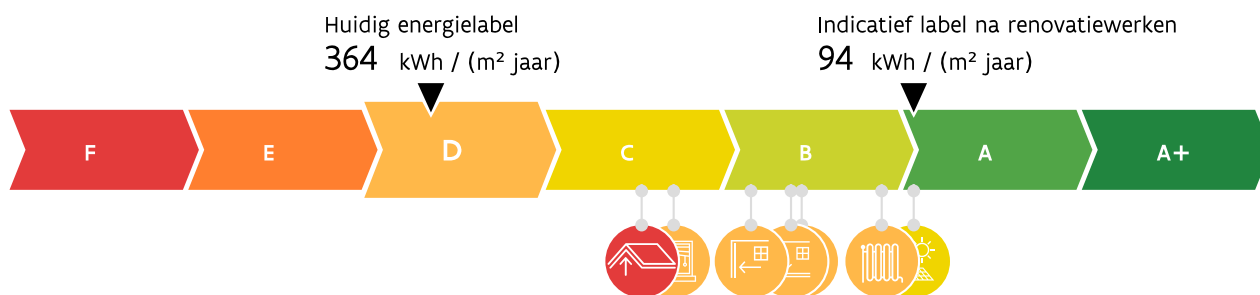 Huidig energielabel
364 kWh / (m² jaar)
Indicatief label na renovatiewerken
94 kWh / (m² jaar)
F E D C B A A+